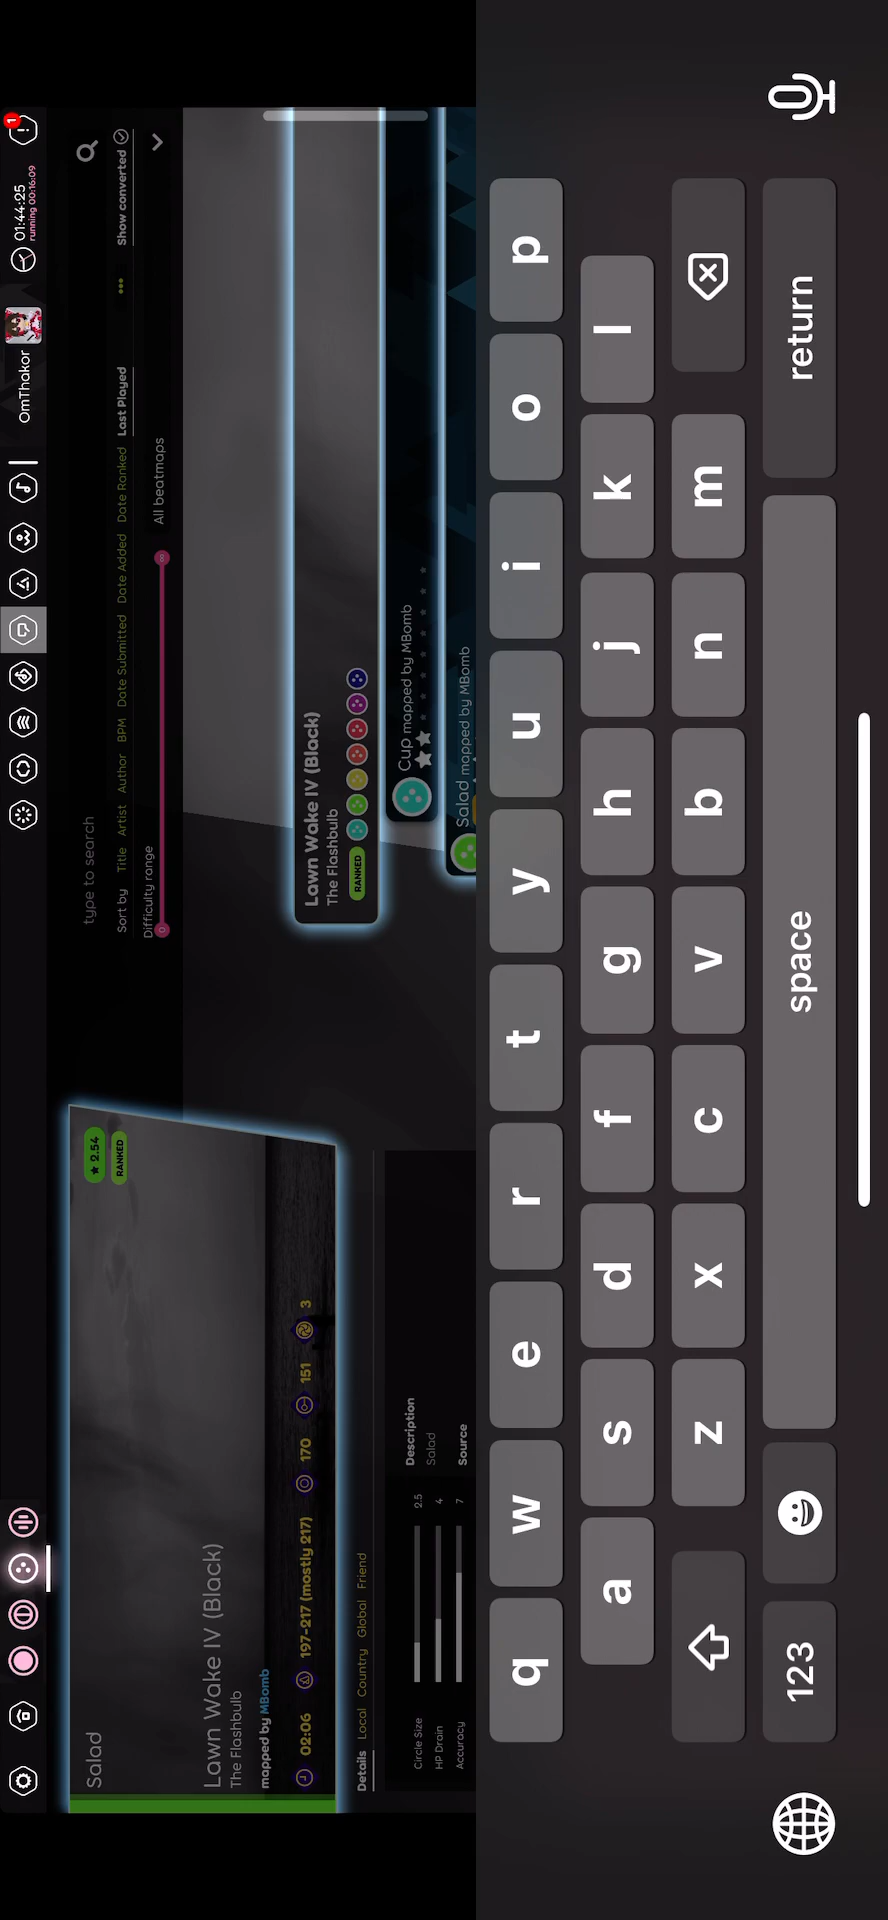 OmThakor
01:44:25
running 00:16:09
1
Salad
★ 2.54
RANKED
Lawn Wake IV (Black)
The Flashbulb
mapped by MBomb
02:06 197-217 (mostly 217) 170 151 3
Details Local Country Global Friend
Circle Size 2.5
HP Drain 4
Accuracy 7
Description
Salad
Source
type to search
Sort by Title Artist Author BPM Date Submitted Date Added Date Ranked Last Played ••• Show converted
Difficulty range
0 ∞ All beatmaps
Lawn Wake IV (Black)
The Flashbulb
RANKED
Cup mapped by MBomb
Salad mapped by MBomb
q w e r t y u i o p
a s d f g h j k l
z x c v b n m
123 space return